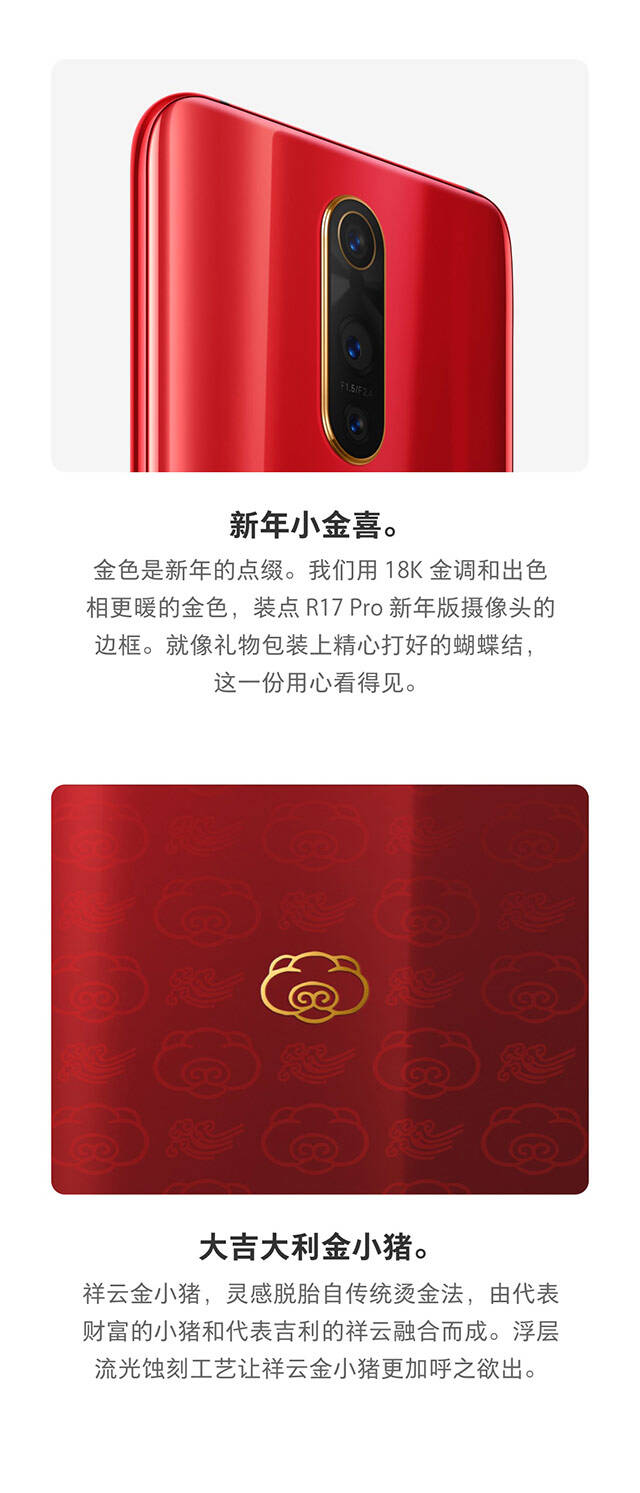 F1.5/F2.4
新年小金喜。
金色是新年的点缀。我们用 18K 金调和出色
相更暖的金色，装点 R17 Pro 新年版摄像头的
边框。就像礼物包装上精心打好的蝴蝶结，
这一份用心看得见。
大吉大利金小猪。
祥云金小猪，灵感脱胎自传统烫金法，由代表
财富的小猪和代表吉利的祥云融合而成。浮层
流光蚀刻工艺让祥云金小猪更加呼之欲出。